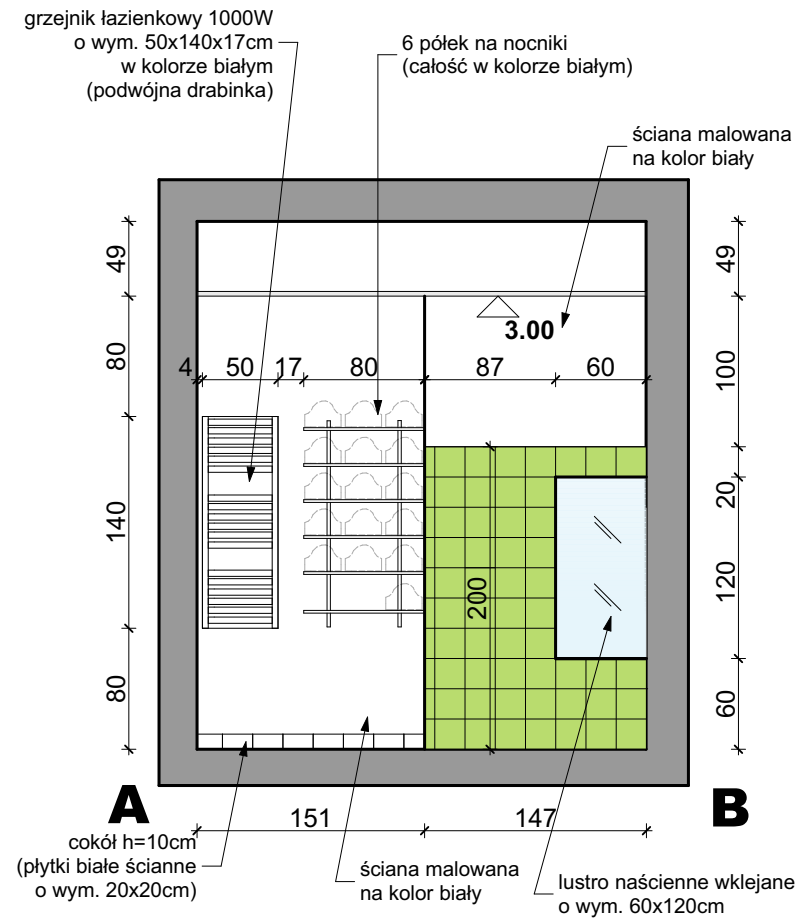 grzejnik łazienkowy 1000W
o wym. 50x140x17cm
w kolorze białym
(podwójna drabinka)
6 półek na nocniki
(całość w kolorze białym)
ściana malowana
na kolor biały
49
80
140
80
49
100
20
120
60
3.00
4 50 17 80 87 60
200
A
B
151 147
cokół h=10cm
(płytki białe ścienne
o wym. 20x20cm)
ściana malowana
na kolor biały
lustro naścienne wklejane
o wym. 60x120cm